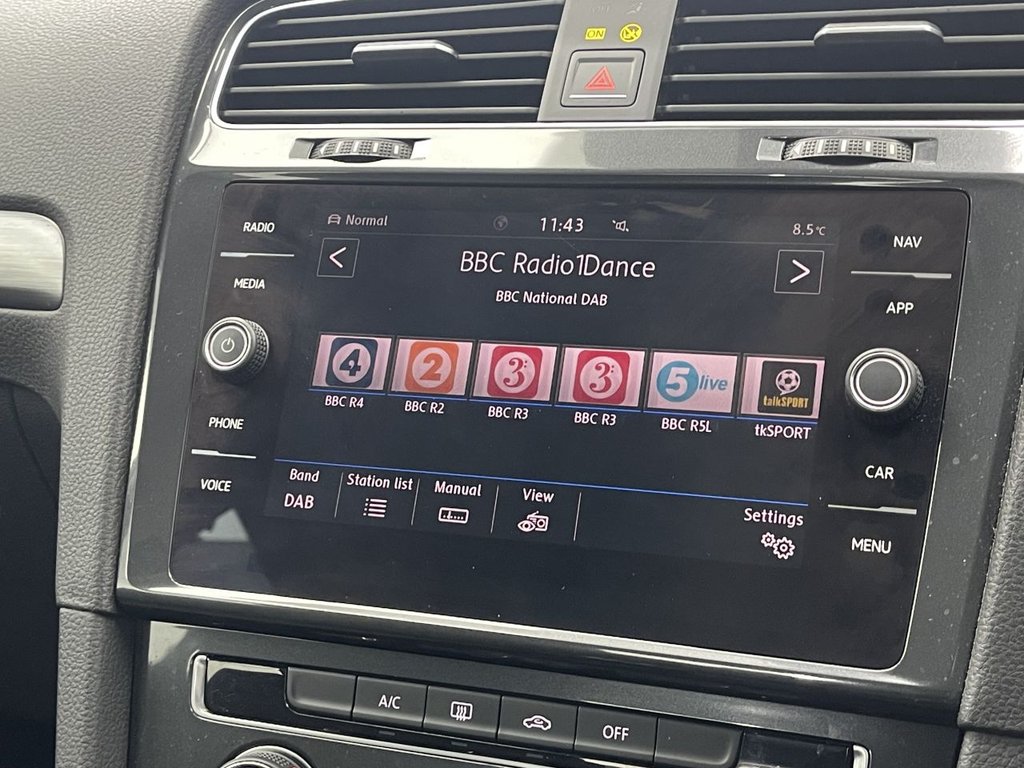 ON
Normal
11:43
8.5°C
RADIO
MEDIA
PHONE
VOICE
BBC Radio1Dance
BBC National DAB
4
2
3
3
5 live
talkSPORT
BBC R4
BBC R2
BBC R3
BBC R3
BBC R5L
tkSPORT
Band
DAB
Station list
Manual
View
Settings
NAV
APP
CAR
MENU
A/C
OFF